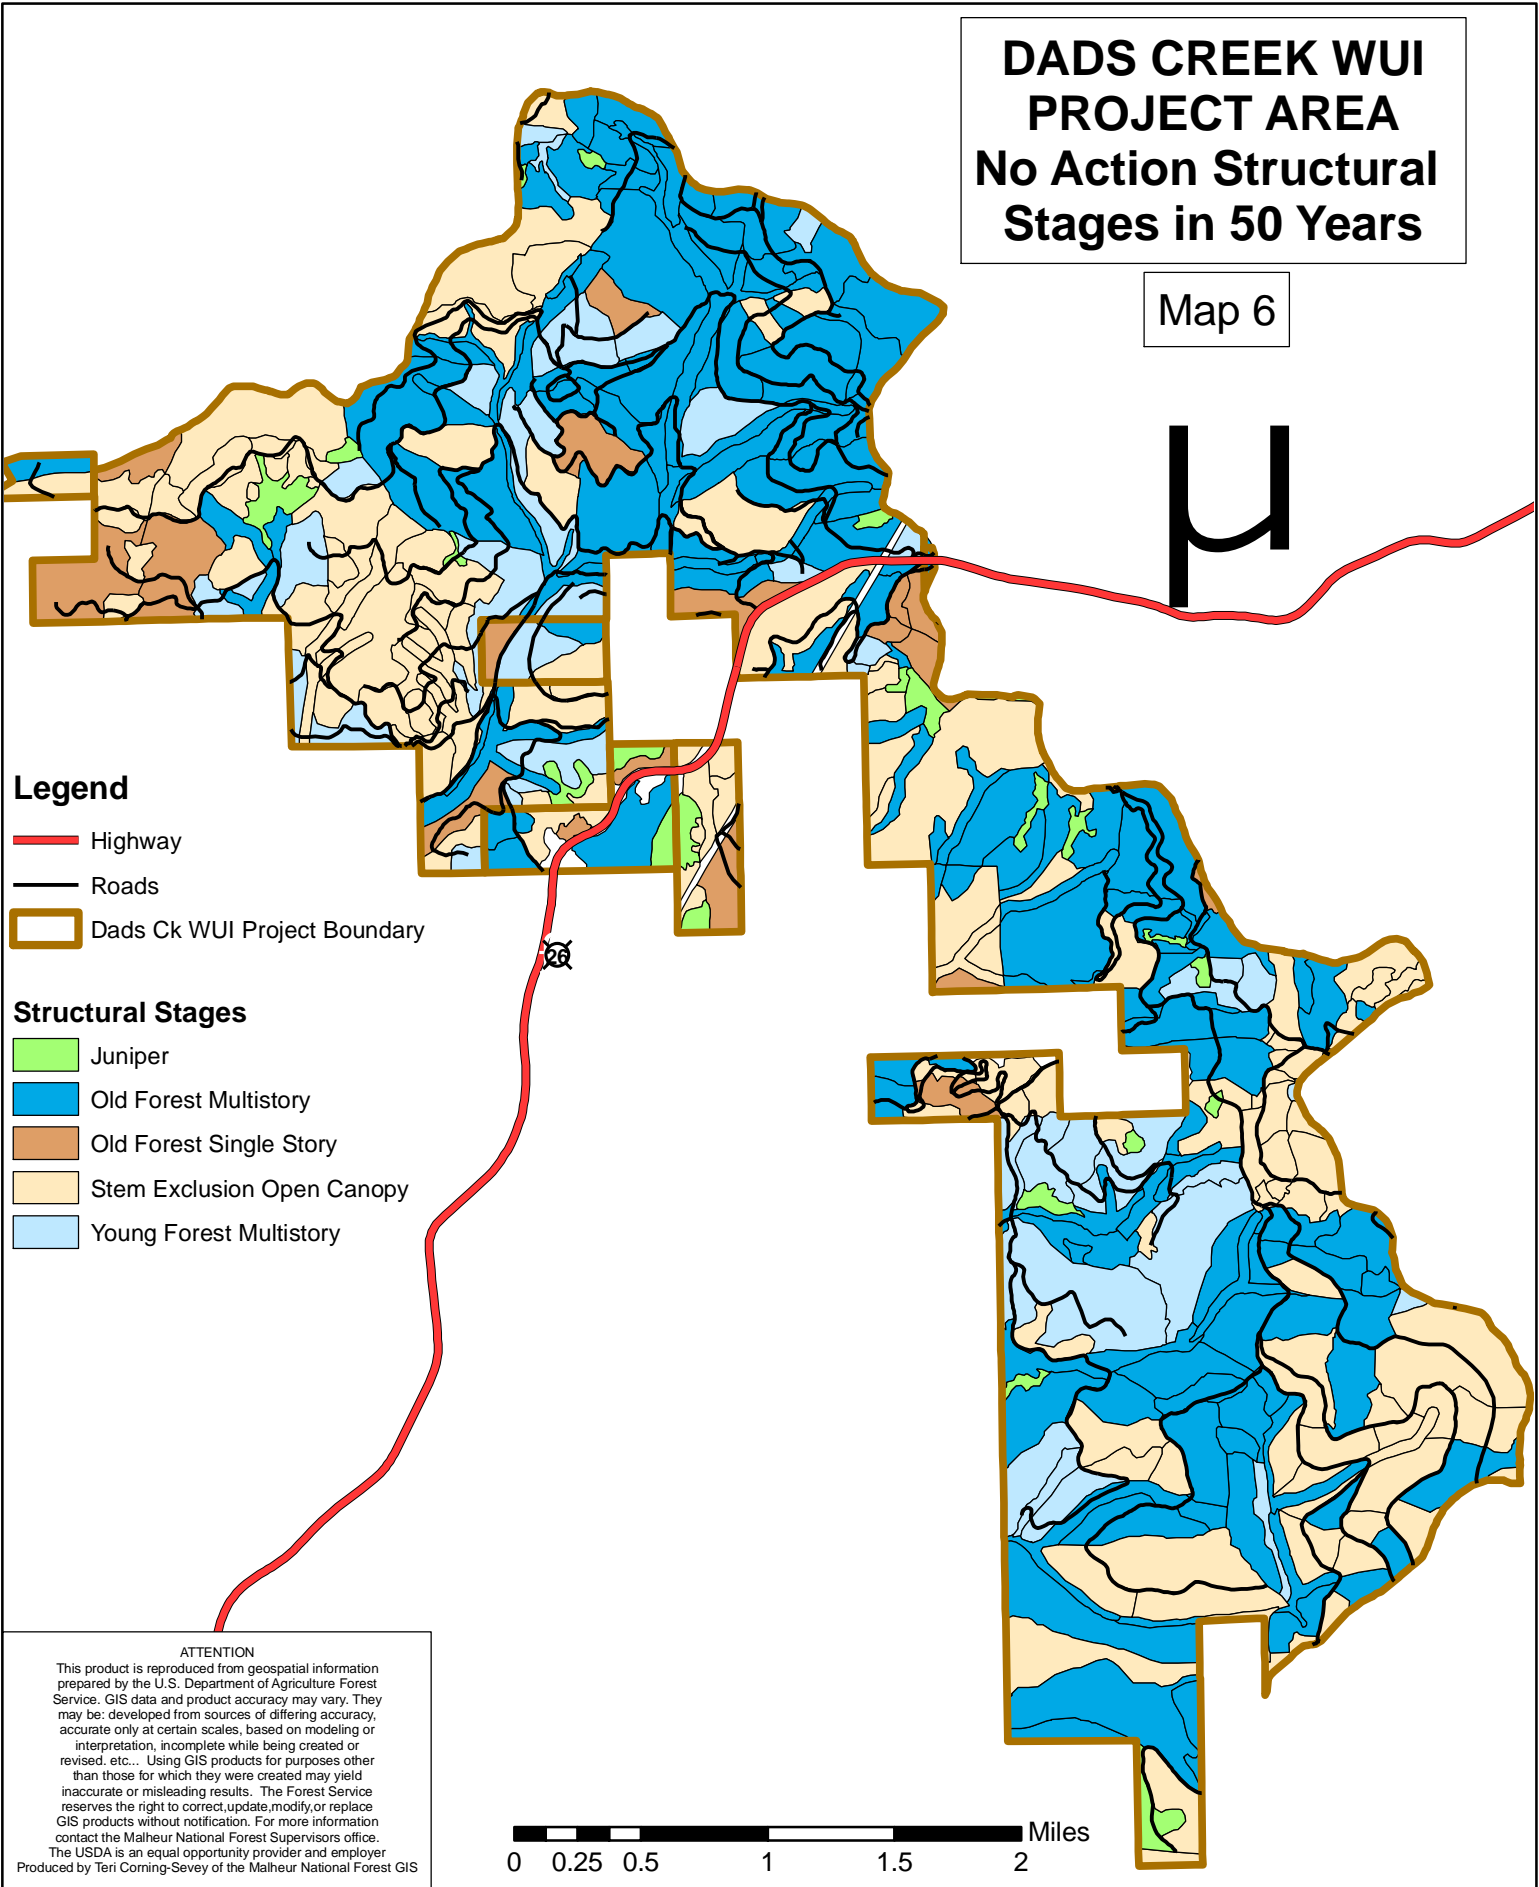 DADS CREEK WUI
PROJECT AREA
No Action Structural
Stages in 50 Years
Map 6
µ
Legend
Highway
Roads
Dads Ck WUI Project Boundary
26
Structural Stages
Juniper
Old Forest Multistory
Old Forest Single Story
Stem Exclusion Open Canopy
Young Forest Multistory
ATTENTION
This product is reproduced from geospatial information
prepared by the U.S. Department of Agriculture Forest
Service. GIS data and product accuracy may vary. They
may be: developed from sources of differing accuracy,
accurate only at certain scales, based on modeling or
interpretation, incomplete while being created or
revised. etc... Using GIS products for purposes other
than those for which they were created may yield
inaccurate or misleading results. The Forest Service
reserves the right to correct,update,modify,or replace
GIS products without notification. For more information
contact the Malheur National Forest Supervisors office.
The USDA is an equal opportunity provider and employer
Produced by Teri Corning-Sevey of the Malheur National Forest GIS
Miles
0 0.25 0.5 1 1.5 2